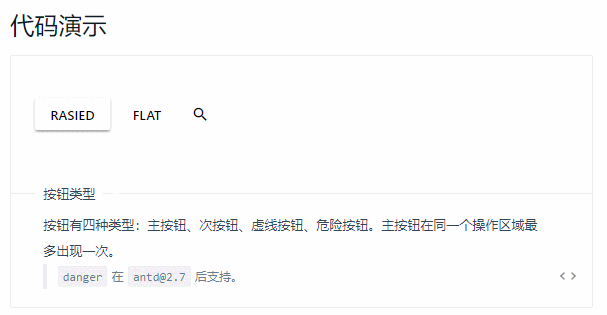 代码演示
RASIED FLAT
按钮类型
按钮有四种类型：主按钮、次按钮、虚线按钮、危险按钮。主按钮在同一个操作区域最
多出现一次。
danger 在 antd@2.7 后支持。